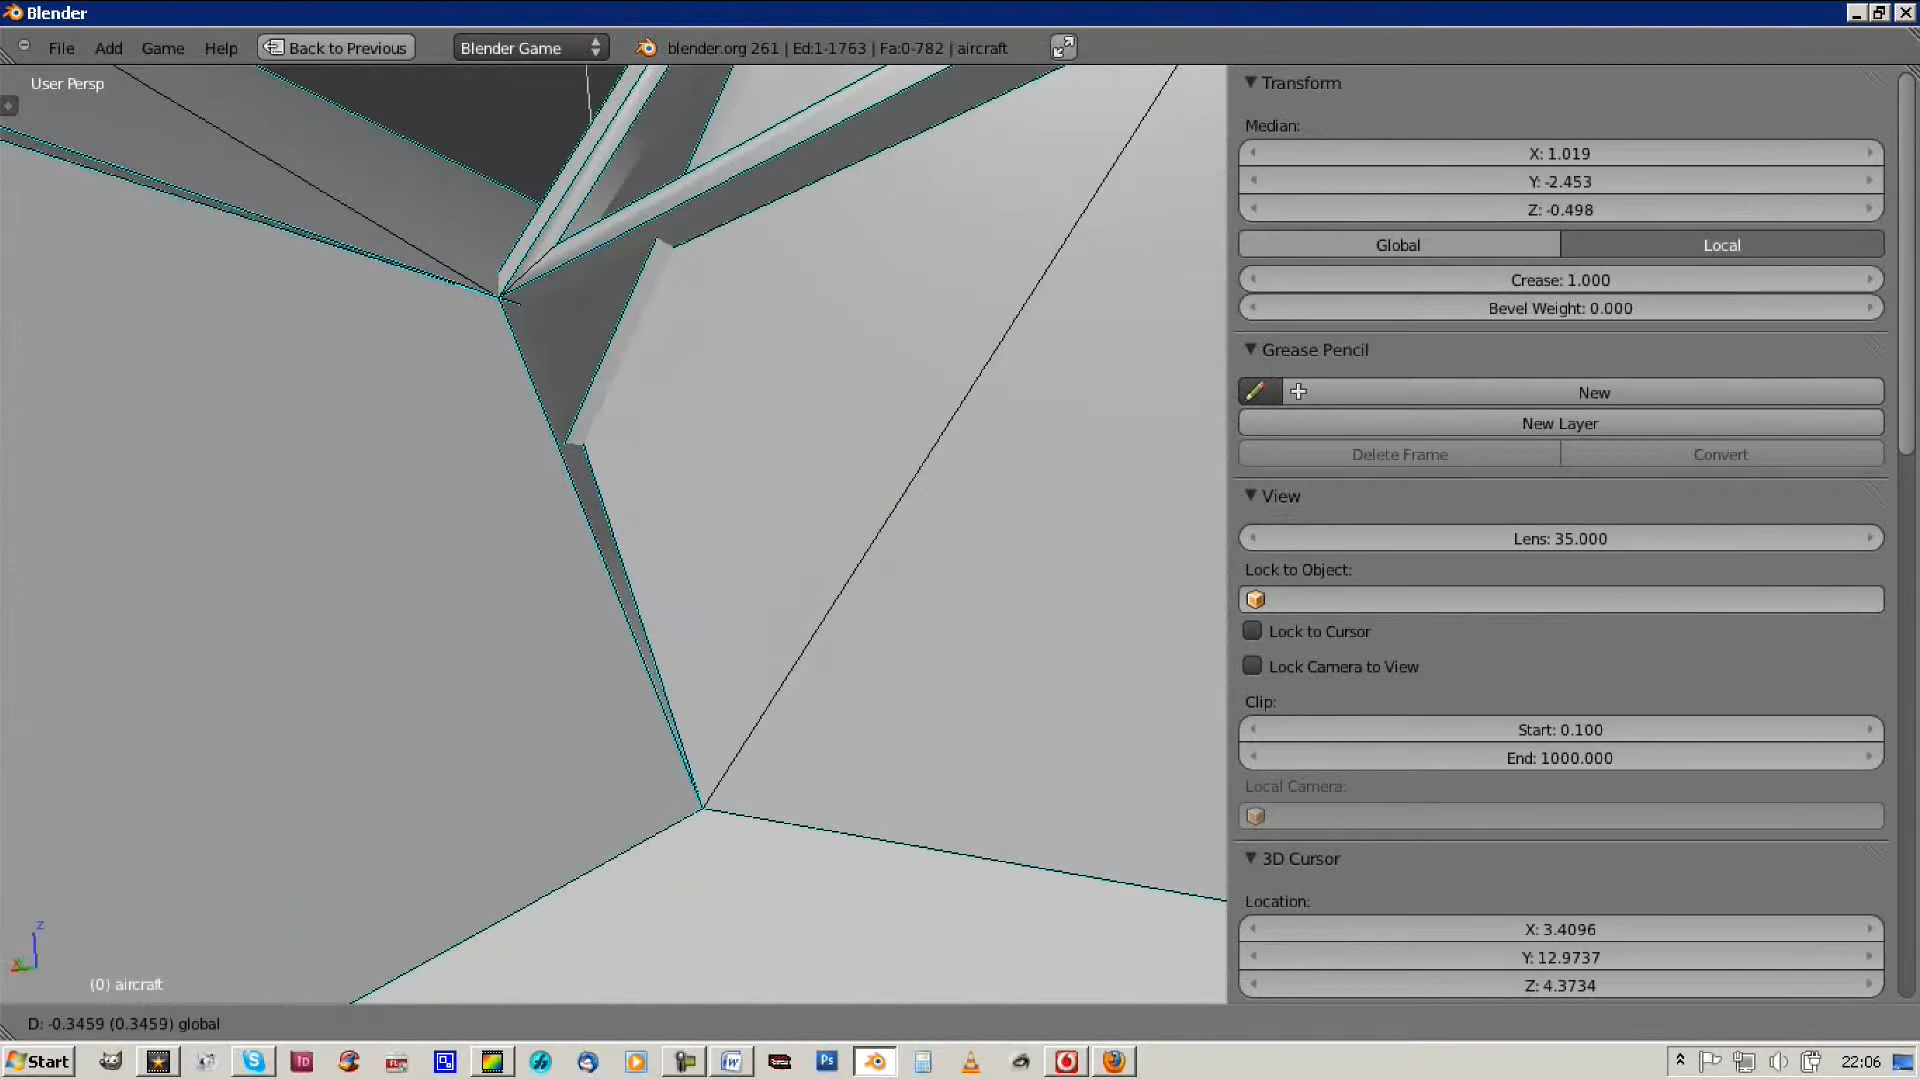 Blender
File Add Game Help Back to Previous Blender Game blender.org 261 | Ed:1-1763 | Fa:0-782 | aircraft
User Persp
Transform
Median:
X: 1.019
Y: -2.453
Z: -0.498
Global Local
Crease: 1.000
Bevel Weight: 0.000
Grease Pencil
New
New Layer
Delete Frame Convert
View
Lens: 35.000
Lock to Object:
Lock to Cursor
Lock Camera to View
Clip:
Start: 0.100
End: 1000.000
Local Camera:
3D Cursor
Location:
X: 3.4096
Y: 12.9737
Z: 4.3734
z
x
(0) aircraft
D: -0.3459 (0.3459) global
Start ID W Ps 22:06